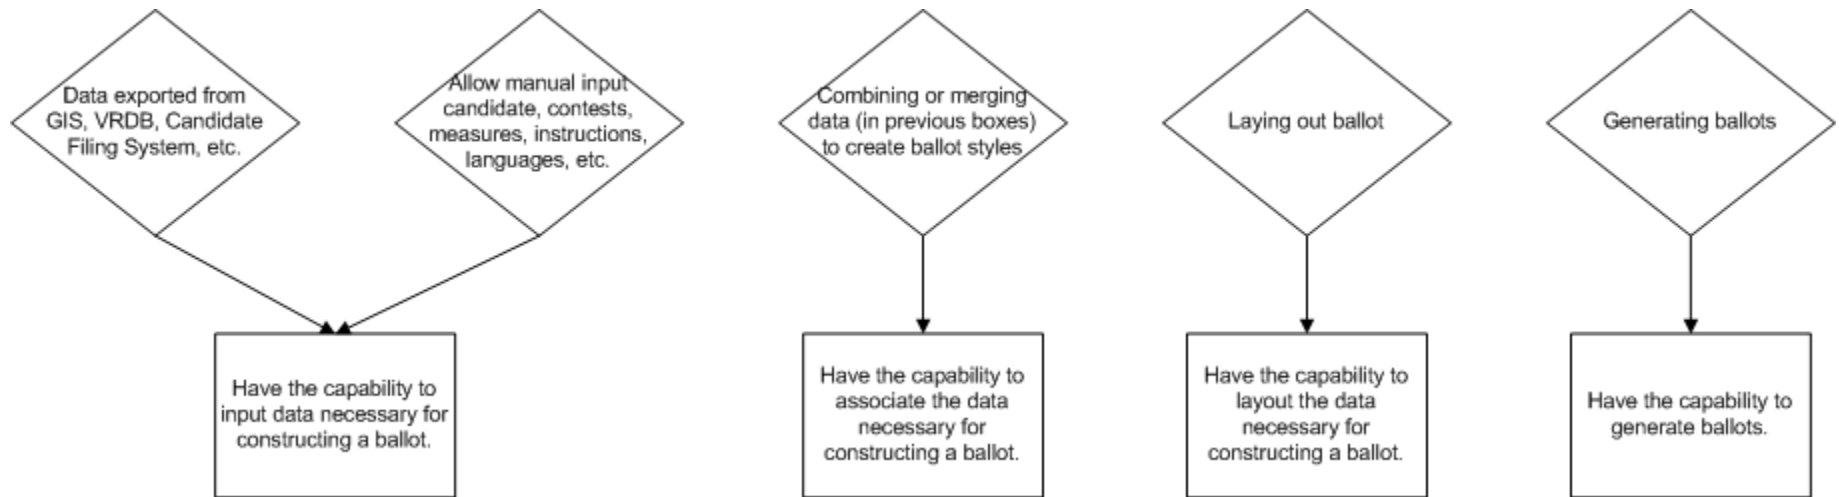 Data exported from
GIS, VRDB, Candidate
Filing System, etc.
Allow manual input
candidate, contests,
measures, instructions,
languages, etc.
Combining or merging
data (in previous boxes)
to create ballot styles
Laying out ballot
Generating ballots
Have the capability to
input data necessary for
constructing a ballot.
Have the capability to
associate the data
necessary for
constructing a ballot.
Have the capability to
layout the data
necessary for
constructing a ballot.
Have the capability to
generate ballots.